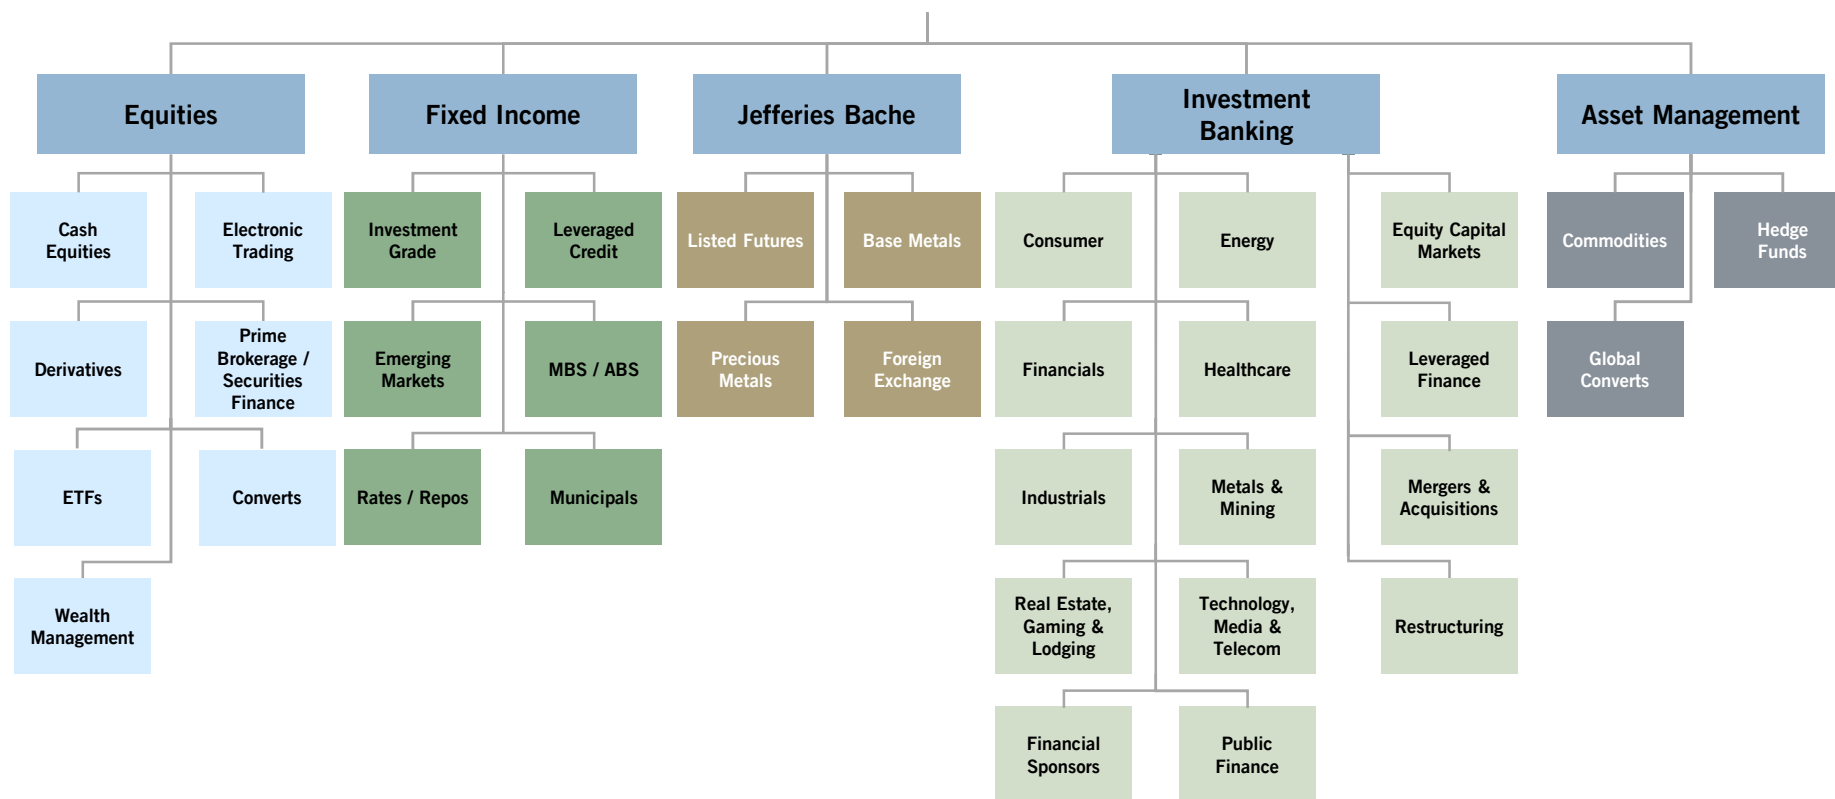 Equities
Fixed Income
Jefferies Bache
Investment
Banking
Asset Management
Cash
Equities
Electronic
Trading
Investment
Grade
Leveraged
Credit
Listed Futures
Base Metals
Consumer
Energy
Equity Capital
Markets
Commodities
Hedge
Funds
Derivatives
Prime
Brokerage /
Securities
Finance
Emerging
Markets
MBS / ABS
Precious
Metals
Foreign
Exchange
Financials
Healthcare
Leveraged
Finance
Global
Converts
ETFs
Converts
Rates / Repos
Municipals
Industrials
Metals &
Mining
Mergers &
Acquisitions
Wealth
Management
Real Estate,
Gaming &
Lodging
Technology,
Media &
Telecom
Restructuring
Financial
Sponsors
Public
Finance